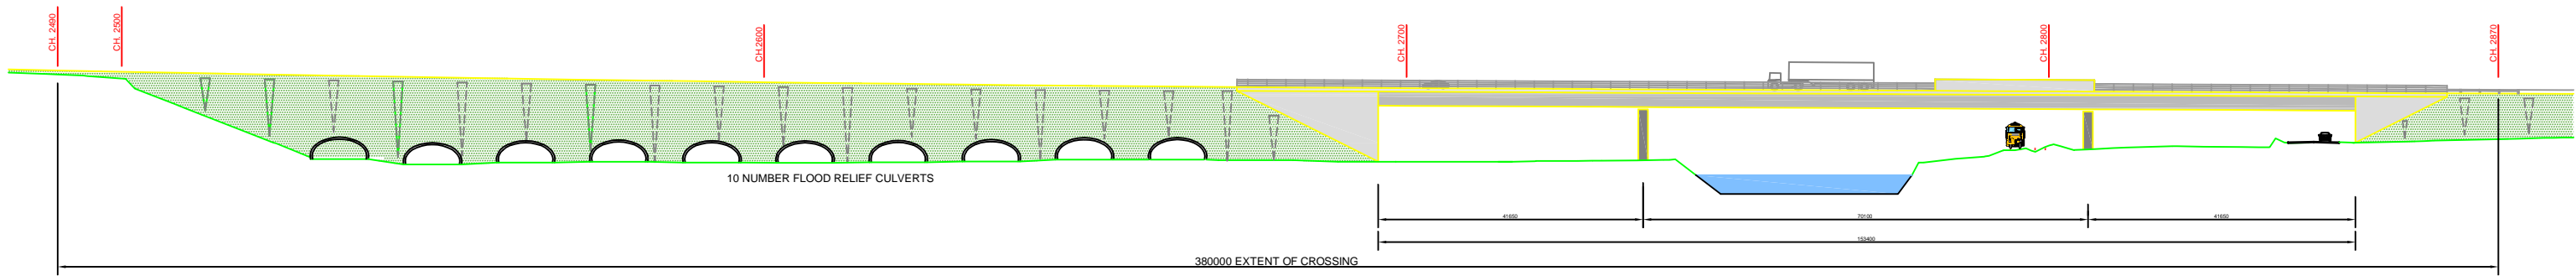 CH. 2490
CH. 2500
CH.2600
CH. 2700
CH. 2800
CH. 2870
10 NUMBER FLOOD RELIEF CULVERTS
41650
70100
41650
153400
380000 EXTENT OF CROSSING